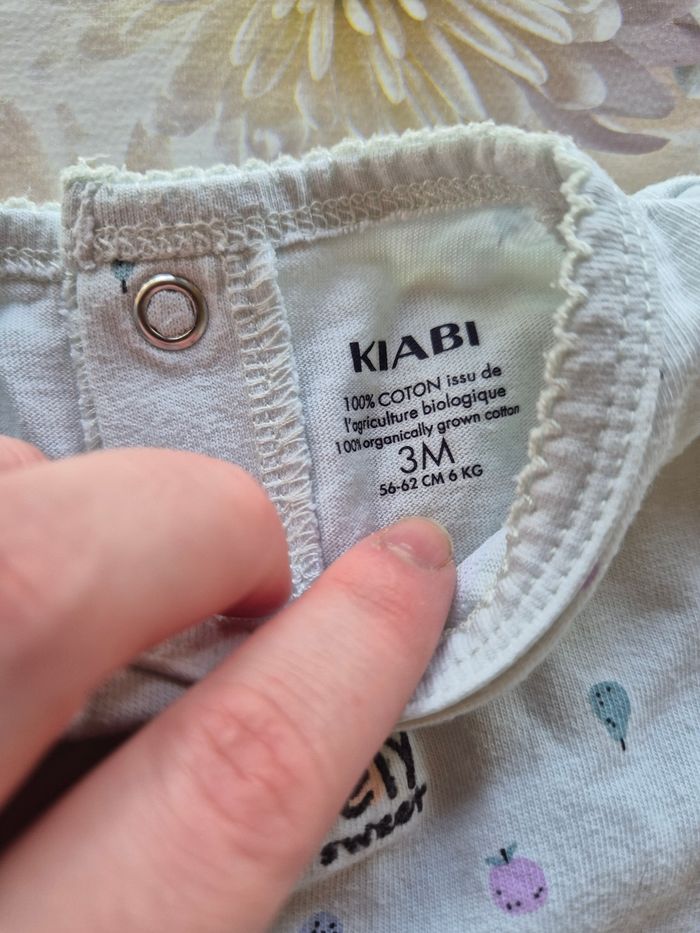 KIABI
100% COTON issu de
l'agriculture biologique
100% organically grown cotton
3M
56-62 CM 6 KG
sweet